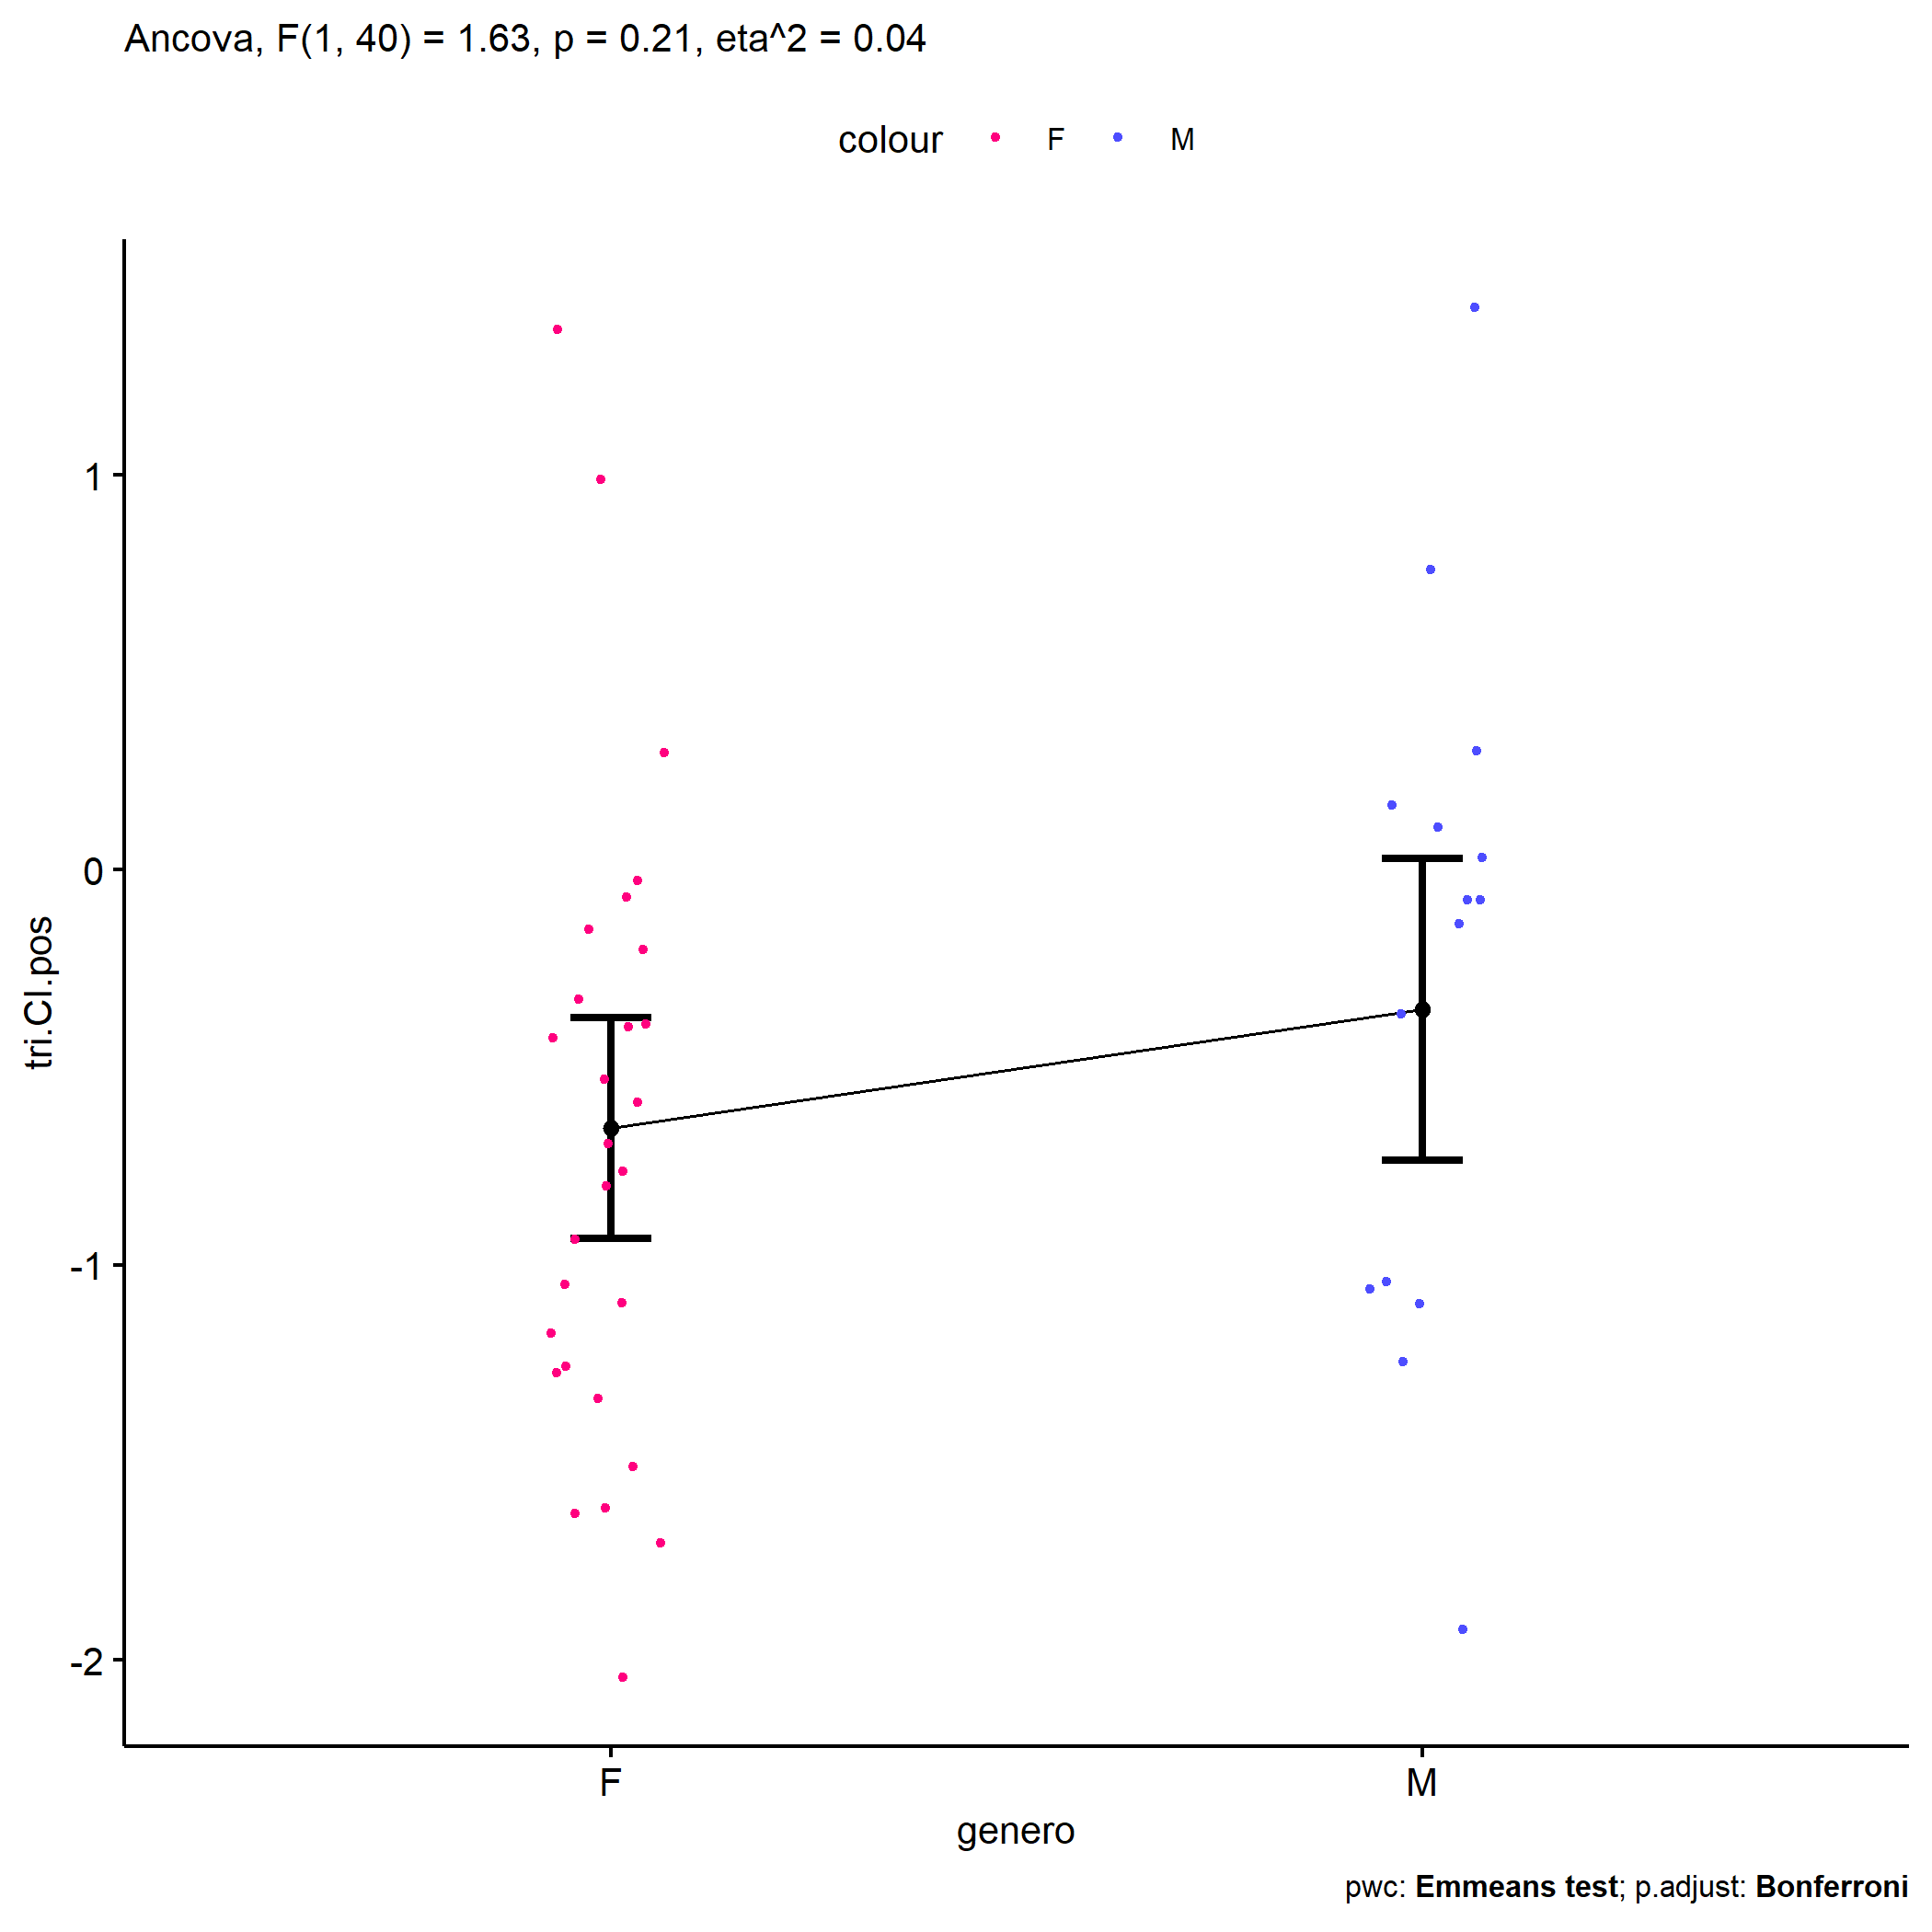 Ancova, F(1, 40) = 1.63, p = 0.21, eta^2 = 0.04
colour F M
1
0
-1
-2
tri.CI.pos
F M
genero
pwc: Emmeans test; p.adjust: Bonferroni